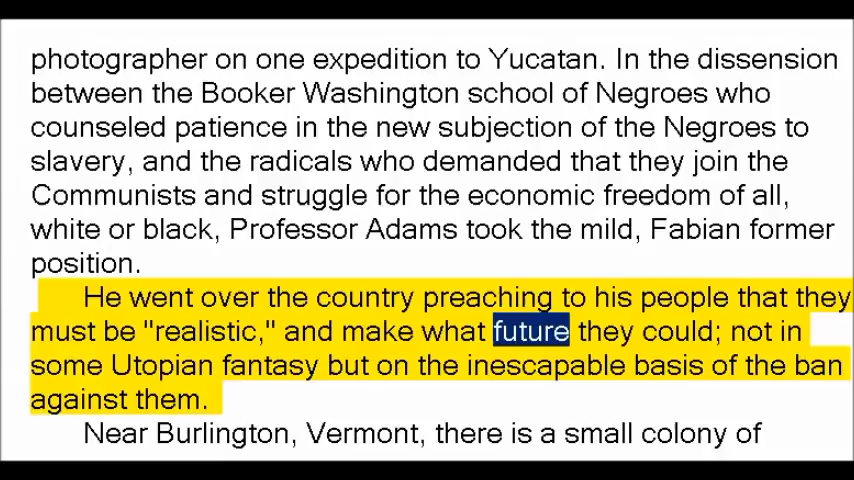 photographer on one expedition to Yucatan. In the dissension
between the Booker Washington school of Negroes who
counseled patience in the new subjection of the Negroes to
slavery, and the radicals who demanded that they join the
Communists and struggle for the economic freedom of all,
white or black, Professor Adams took the mild, Fabian former
position.
He went over the country preaching to his people that they
must be "realistic," and make what future they could; not in
some Utopian fantasy but on the inescapable basis of the ban
against them.
Near Burlington, Vermont, there is a small colony of